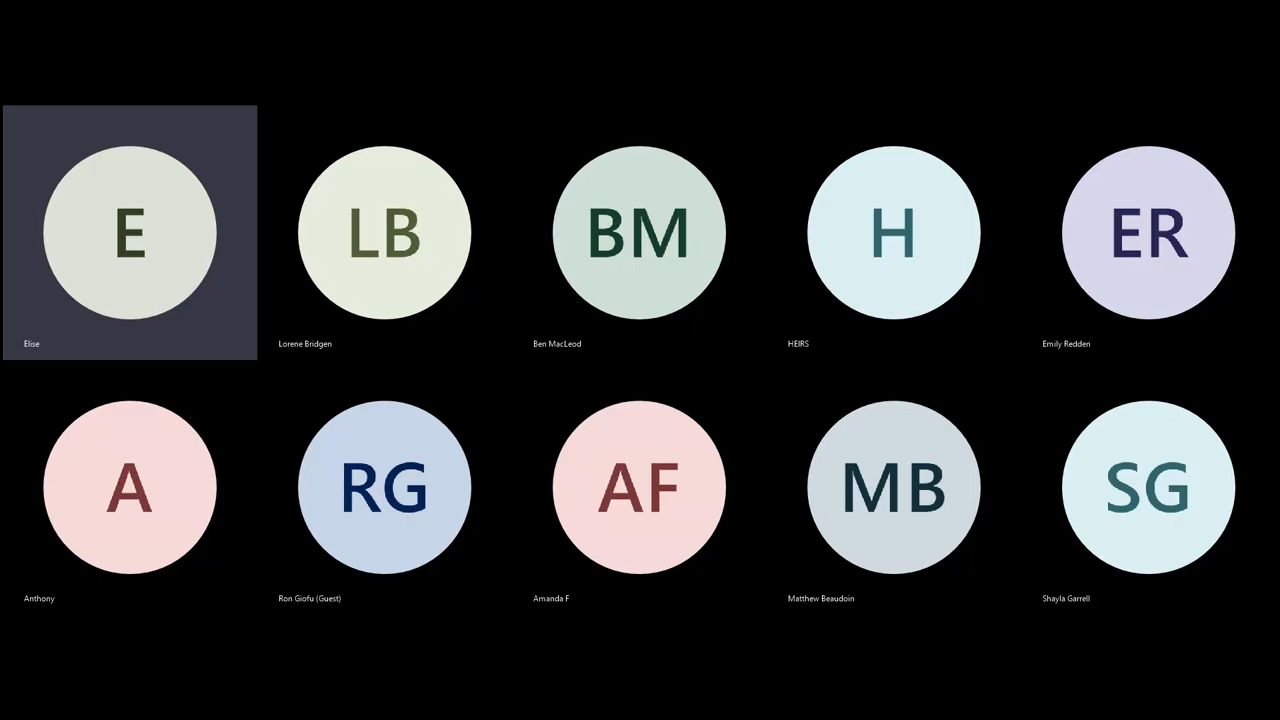 E
LB
BM
H
ER
Elise
Lorene Bridgen
Ben MacLeod
HEIRS
Emily Redden
A
RG
AF
MB
SG
Anthony
Ron Giofu (Guest)
Amanda F
Matthew Beaudoin
Shayla Garrell